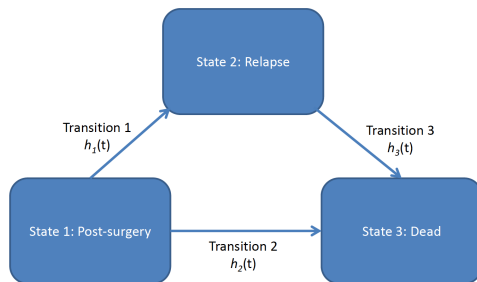 State 2: Relapse
Transition 1
h1(t)
Transition 3
h3(t)
State 1: Post-surgery
State 3: Dead
Transition 2
h2(t)